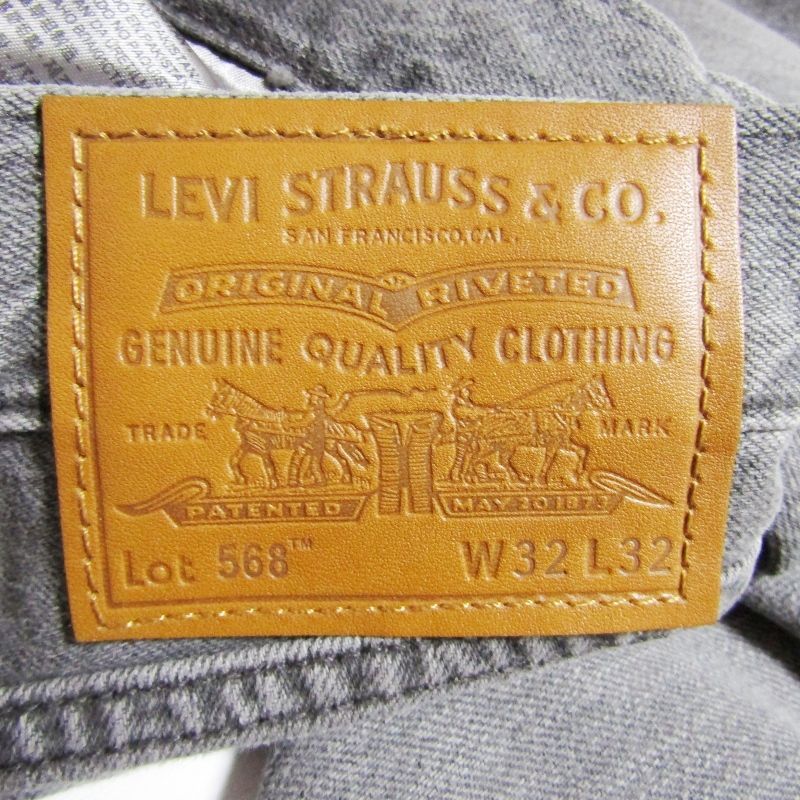 LEVI STRAUSS & CO.
SAN FRANCISCO, CAL.
ORIGINAL RIVETED
GENUINE QUALITY CLOTHING
TRADE MARK
PATENTED MAY 20 1873
Lot 568™ W32 L32